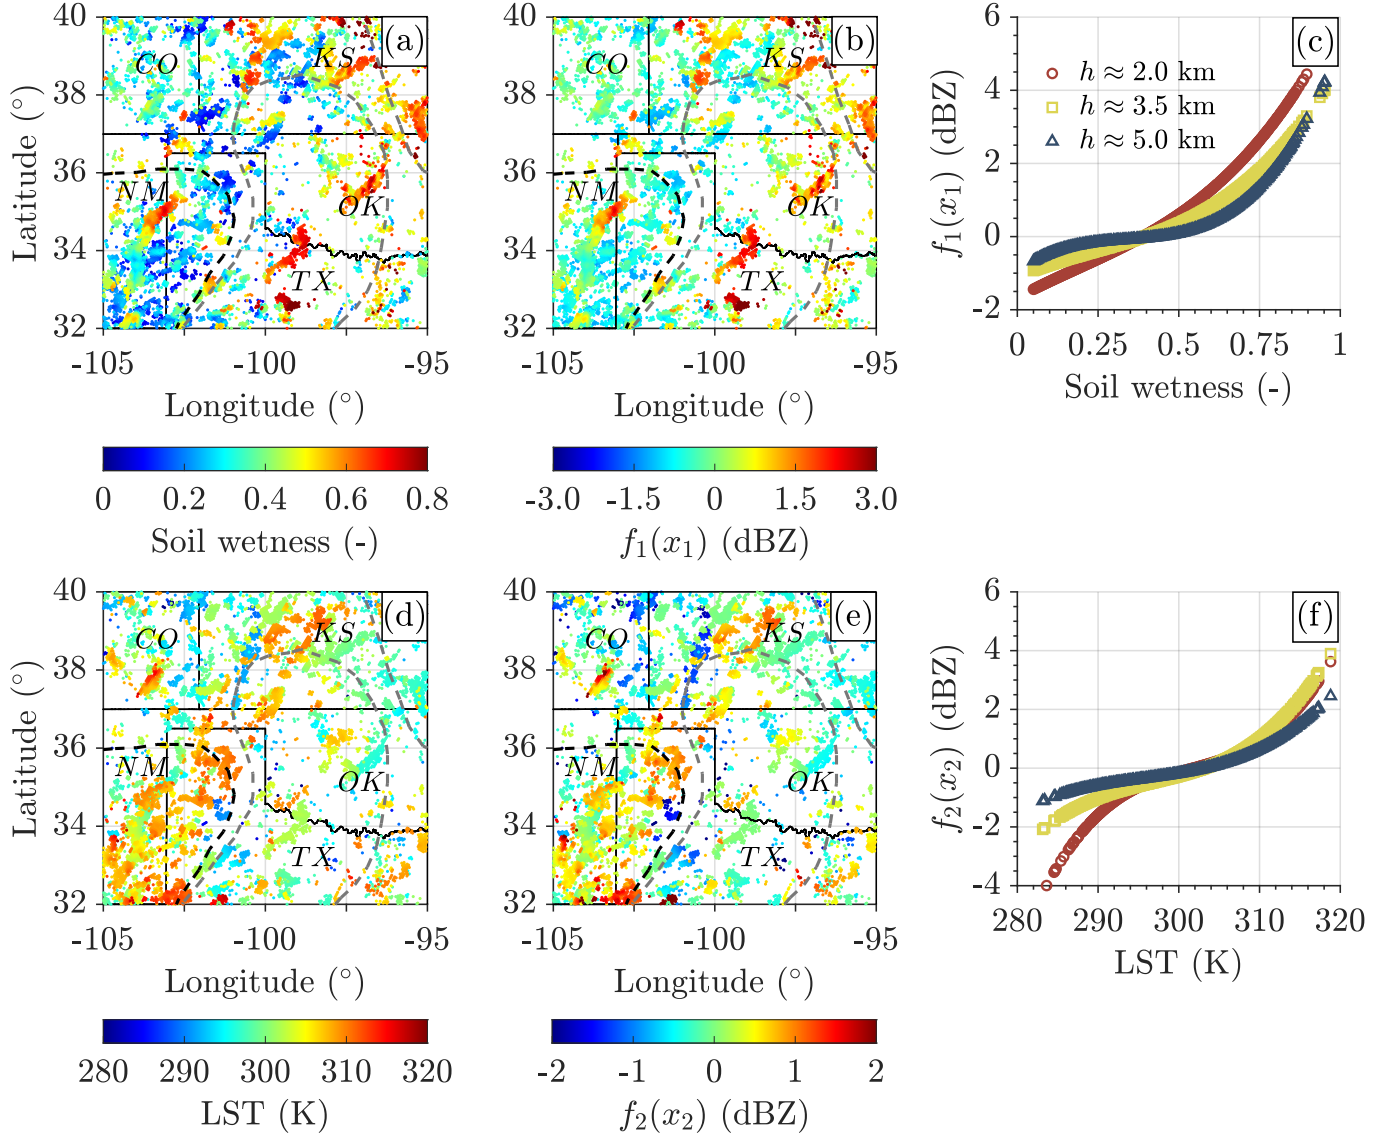 (a)
CO
KS
NM
OK
TX
40
38
36
34
32
-105
-100
-95
Latitude (°)
Longitude (°)
0
0.2
0.4
0.6
0.8
Soil wetness (-)
(b)
CO
KS
NM
OK
TX
40
38
36
34
32
-105
-100
-95
Longitude (°)
-3.0
-1.5
0
1.5
3.0
f₁(x₁) (dBZ)
(c)
h ≈ 2.0 km
h ≈ 3.5 km
h ≈ 5.0 km
6
4
2
0
-2
f₁(x₁) (dBZ)
0
0.25
0.5
0.75
1
Soil wetness (-)
(d)
CO
KS
NM
OK
TX
40
38
36
34
32
-105
-100
-95
Latitude (°)
Longitude (°)
280
290
300
310
320
LST (K)
(e)
CO
KS
NM
OK
TX
40
38
36
34
32
-105
-100
-95
Longitude (°)
-2
-1
0
1
2
f₂(x₂) (dBZ)
(f)
6
4
2
0
-2
-4
f₂(x₂) (dBZ)
280
290
300
310
320
LST (K)